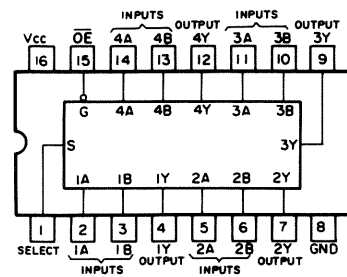 INPUTS OUTPUT INPUTS OUTPUT
Vcc OE 4A 4B 4Y 3A 3B 3Y
16 15 14 13 12 11 10 9
G 4A 4B 4Y 3A 3B
S 3Y
1A 1B 1Y 2A 2B 2Y
1 2 3 4 5 6 7 8
SELECT 1A 1B 1Y 2A 2B 2Y GND
INPUTS OUTPUT INPUTS OUTPUT